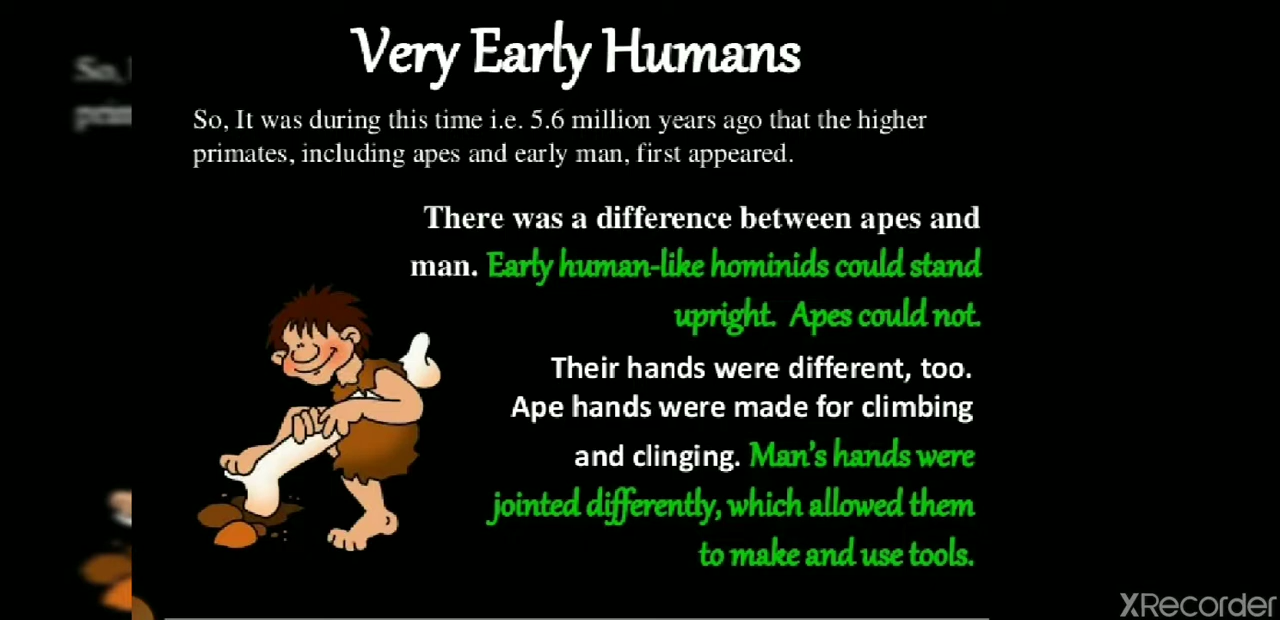 Very Early Humans
So, It was during this time i.e. 5.6 million years ago that the higher
primates, including apes and early man, first appeared.
There was a difference between apes and
man. Early human-like hominids could stand
upright.  Apes could not.
Their hands were different, too.
Ape hands were made for climbing
and clinging. Man's hands were
jointed differently, which allowed them
to make and use tools.
So,
prim
XRecorder